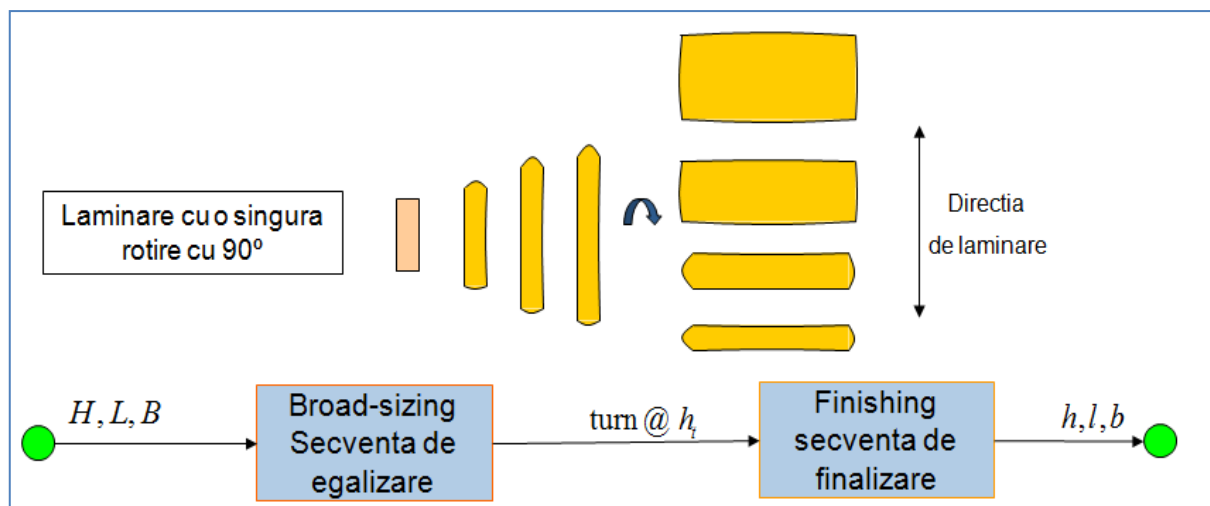 Laminare cu o singura
rotire cu 90º
Directia
de laminare
H, L, B
Broad-sizing
Secventa de
egalizare
turn @ hₜ
Finishing
secventa de
finalizare
h,l,b